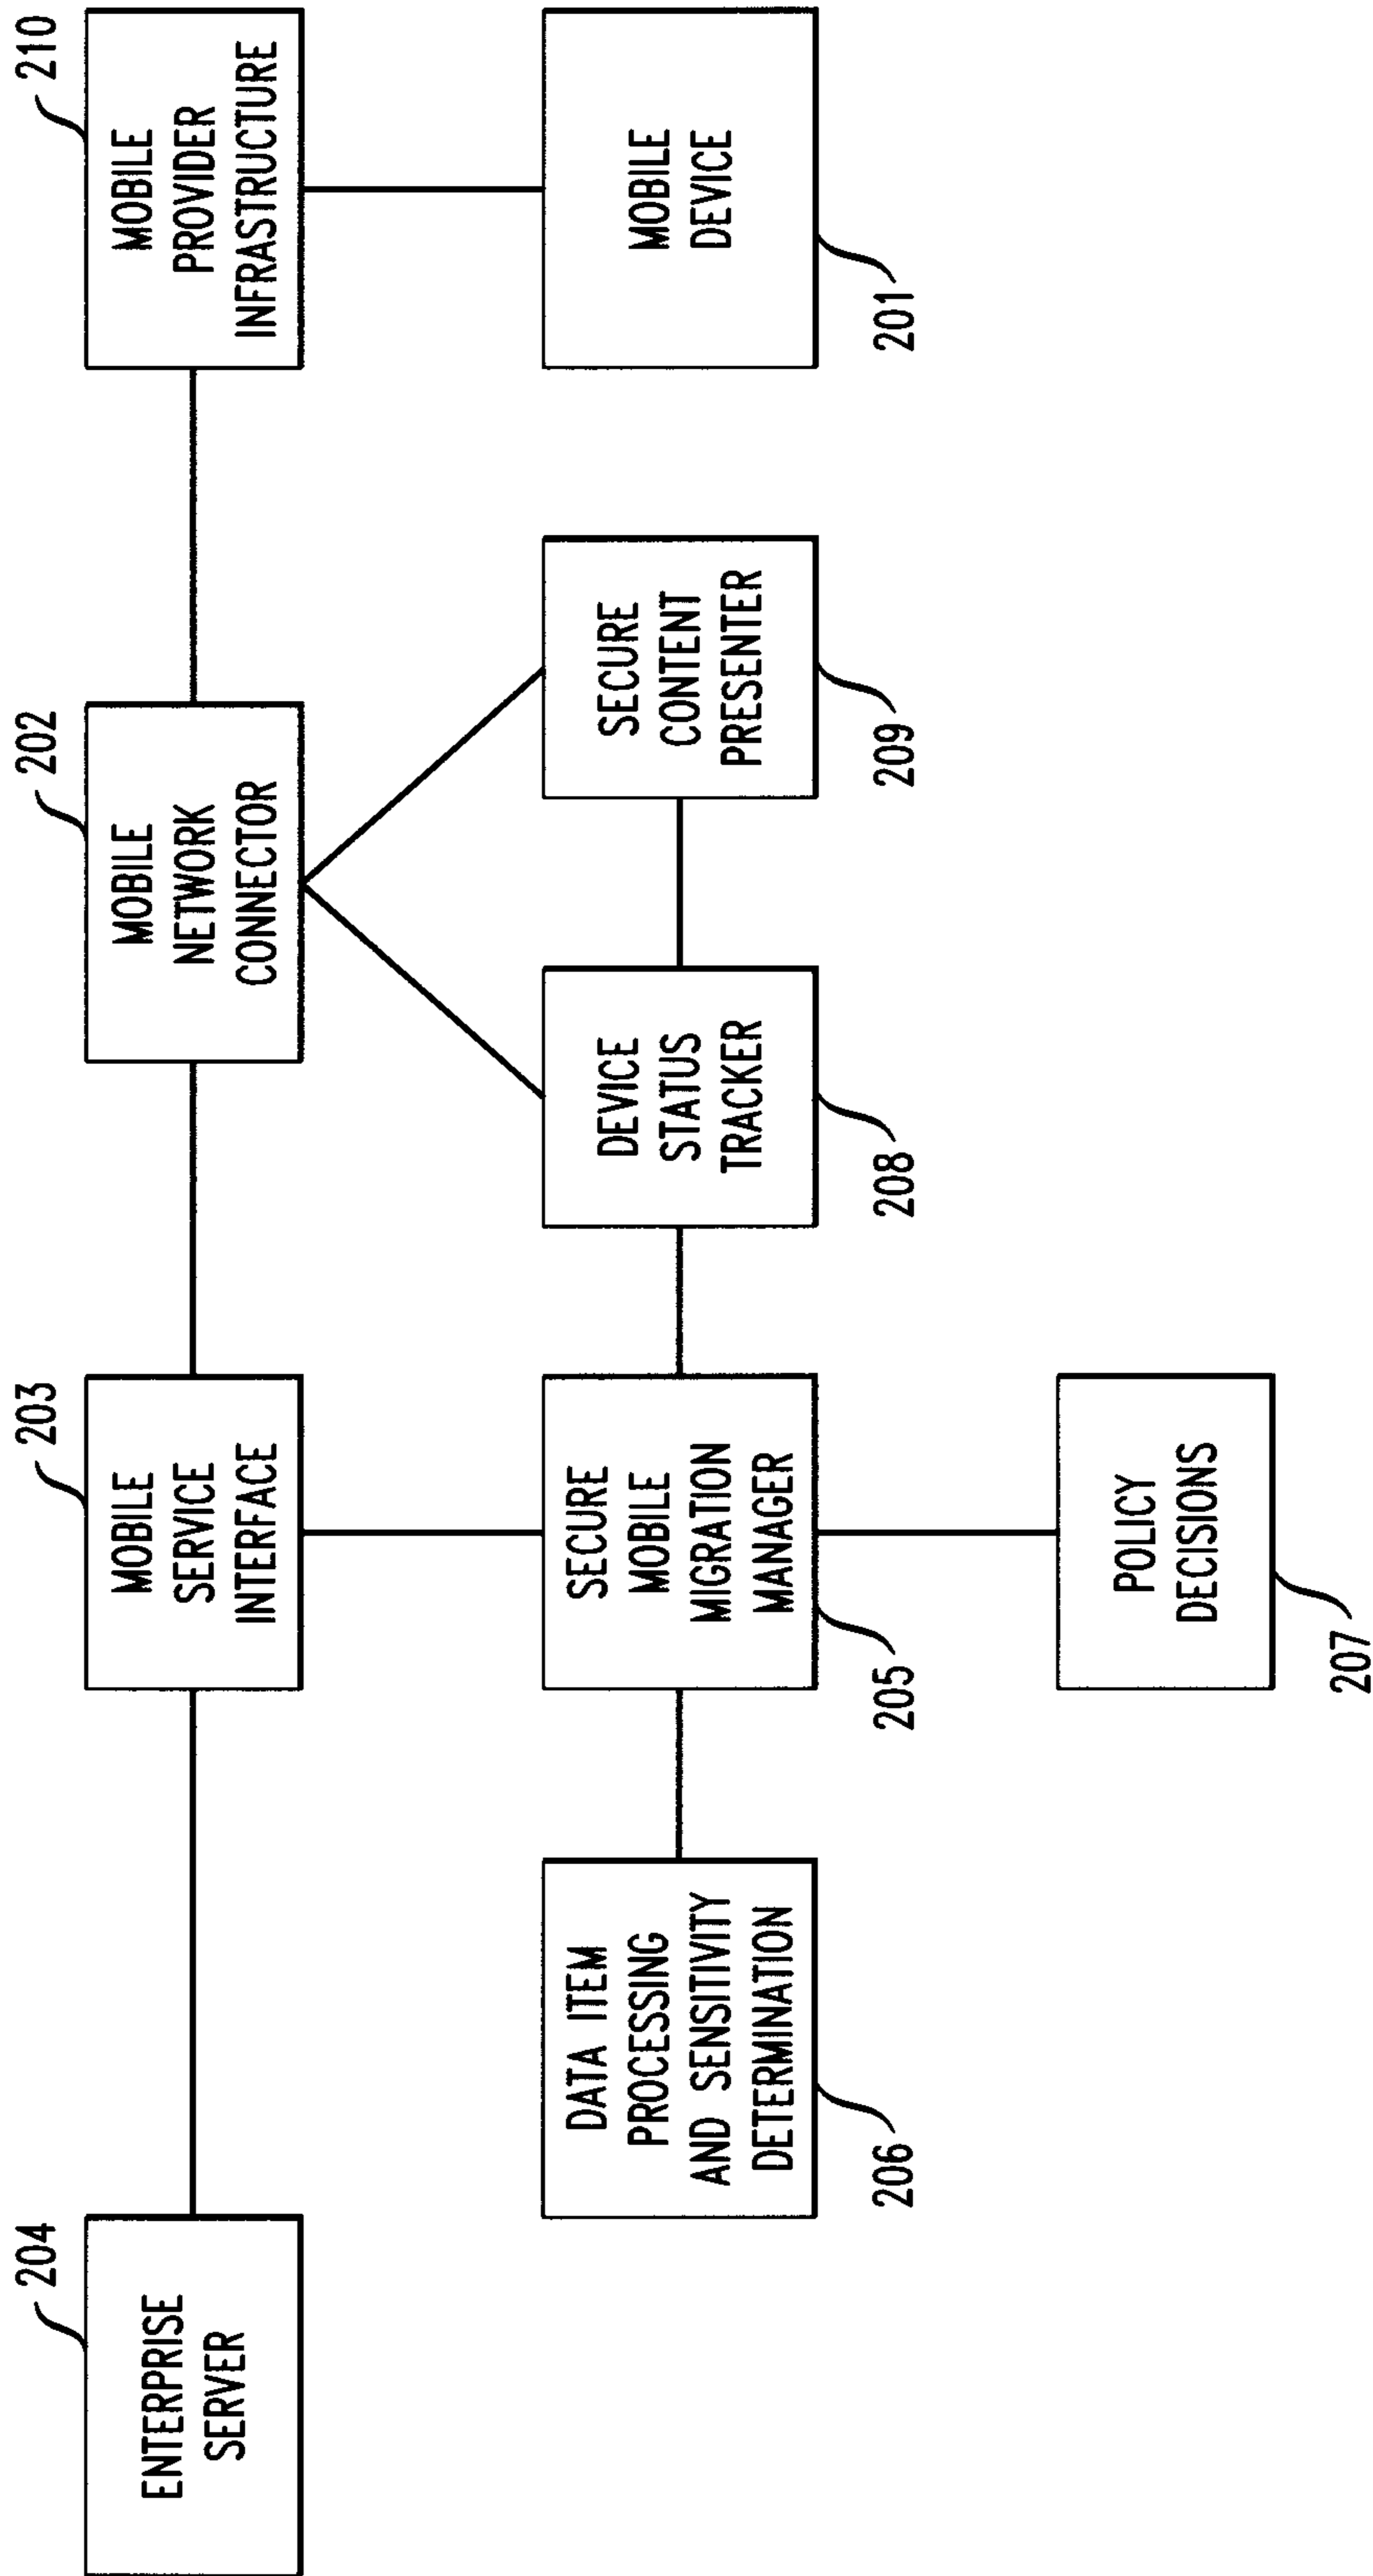 204
ENTERPRISE
SERVER
203
MOBILE
SERVICE
INTERFACE
202
MOBILE
NETWORK
CONNECTOR
210
MOBILE
PROVIDER
INFRASTRUCTURE
DATA ITEM
PROCESSING
AND SENSITIVITY
DETERMINATION
206
SECURE
MOBILE
MIGRATION
MANAGER
205
DEVICE
STATUS
TRACKER
208
SECURE
CONTENT
PRESENTER
209
MOBILE
DEVICE
201
POLICY
DECISIONS
207